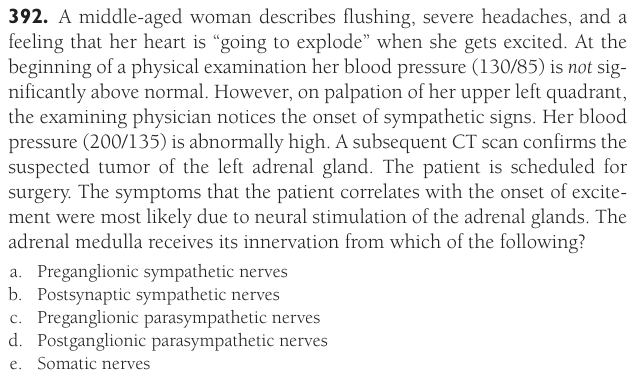 392. A middle-aged woman describes flushing, severe headaches, and a
feeling that her heart is “going to explode” when she gets excited. At the
beginning of a physical examination her blood pressure (130/85) is not sig-
nificantly above normal. However, on palpation of her upper left quadrant,
the examining physician notices the onset of sympathetic signs. Her blood
pressure (200/135) is abnormally high. A subsequent CT scan confirms the
suspected tumor of the left adrenal gland. The patient is scheduled for
surgery. The symptoms that the patient correlates with the onset of excite-
ment were most likely due to neural stimulation of the adrenal glands. The
adrenal medulla receives its innervation from which of the following?
a. Preganglionic sympathetic nerves
b. Postsynaptic sympathetic nerves
c. Preganglionic parasympathetic nerves
d. Postganglionic parasympathetic nerves
e. Somatic nerves